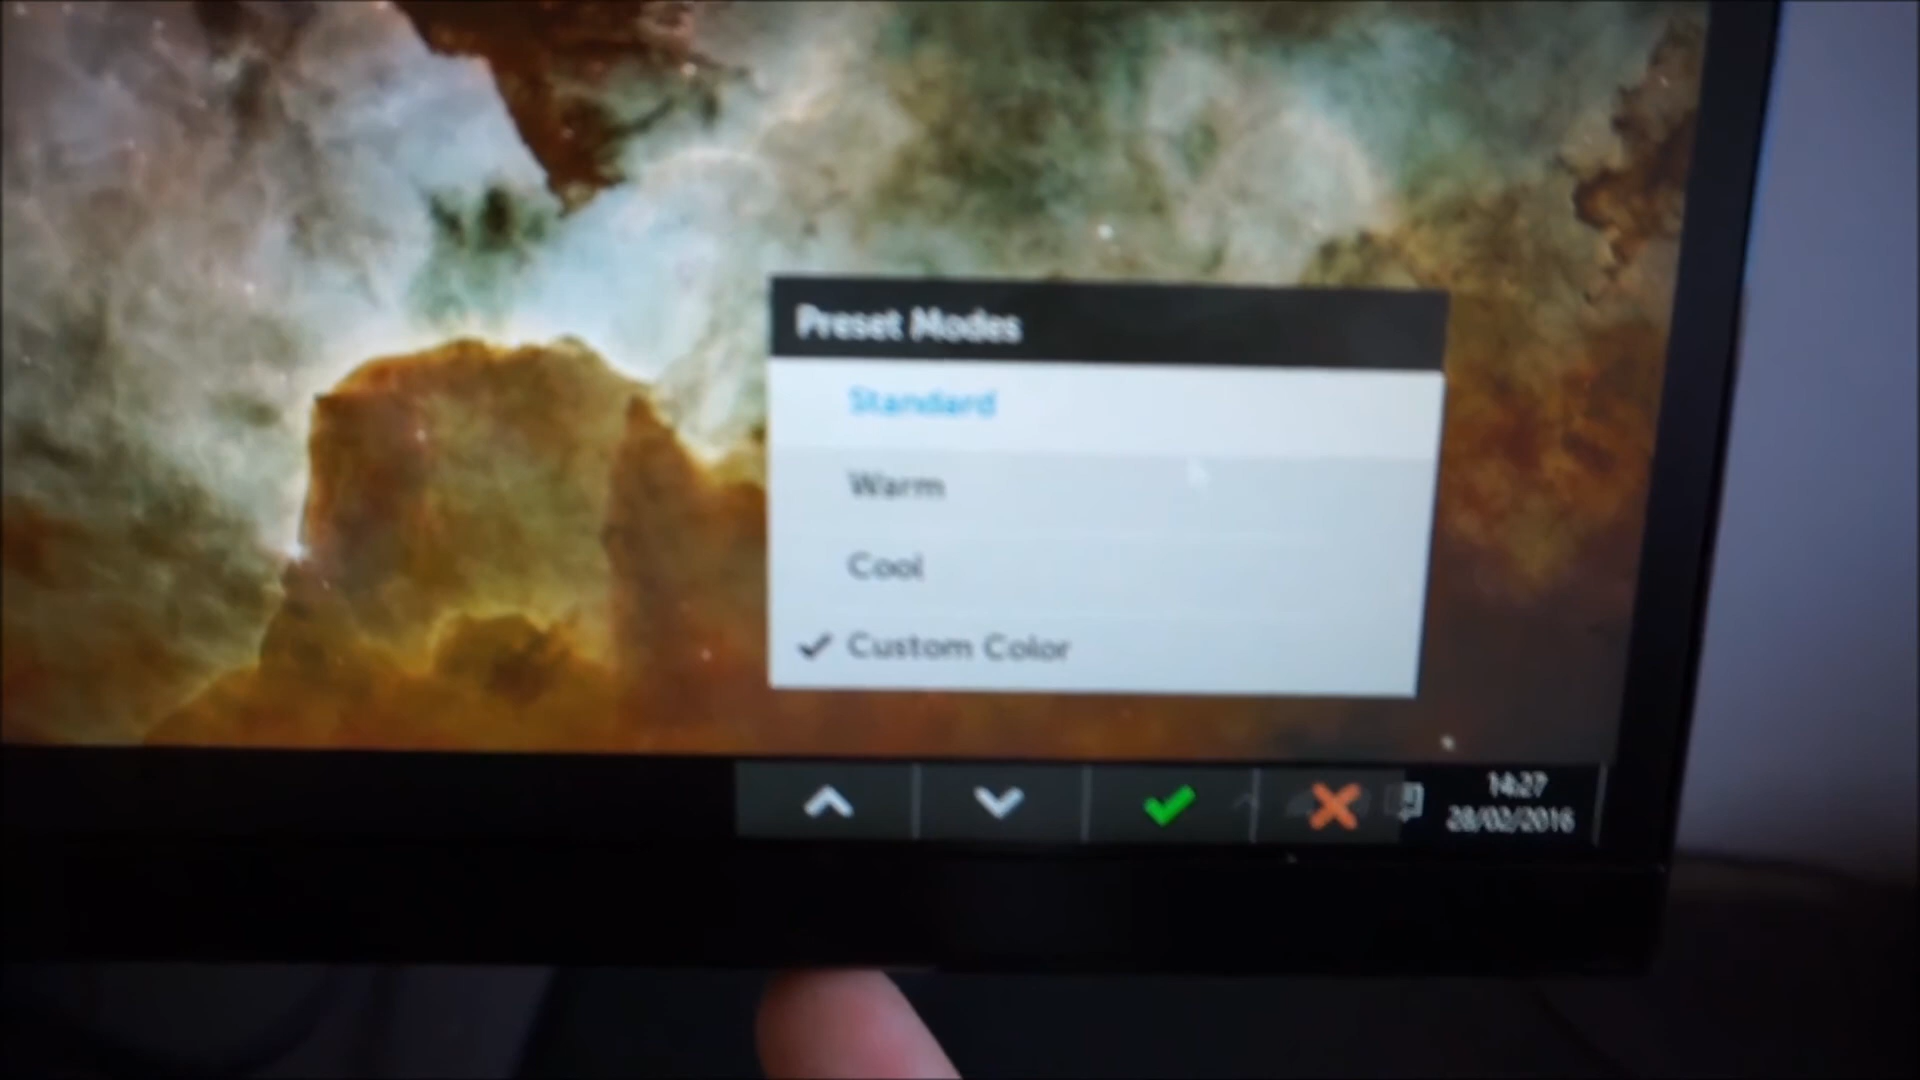 Preset Modes
Standard
Warm
Cool
Custom Color
14:27
28/02/2016